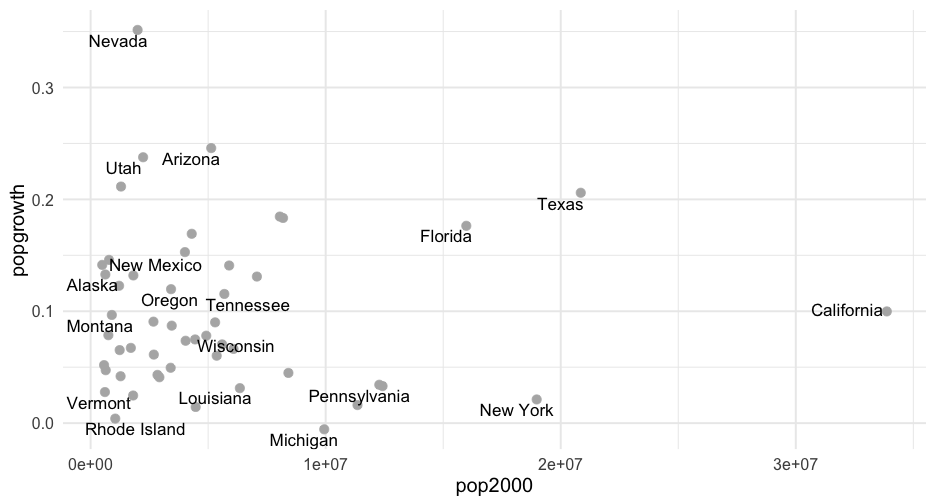 Nevada
0.3
Arizona
Utah
0.2
Texas
Florida
popgrowth
New Mexico
Alaska
Oregon
Tennessee
0.1
California
Montana
Wisconsin
Pennsylvania
Louisiana
Vermont
New York
0.0
Rhode Island
Michigan
0e+00 1e+07 2e+07 3e+07
pop2000